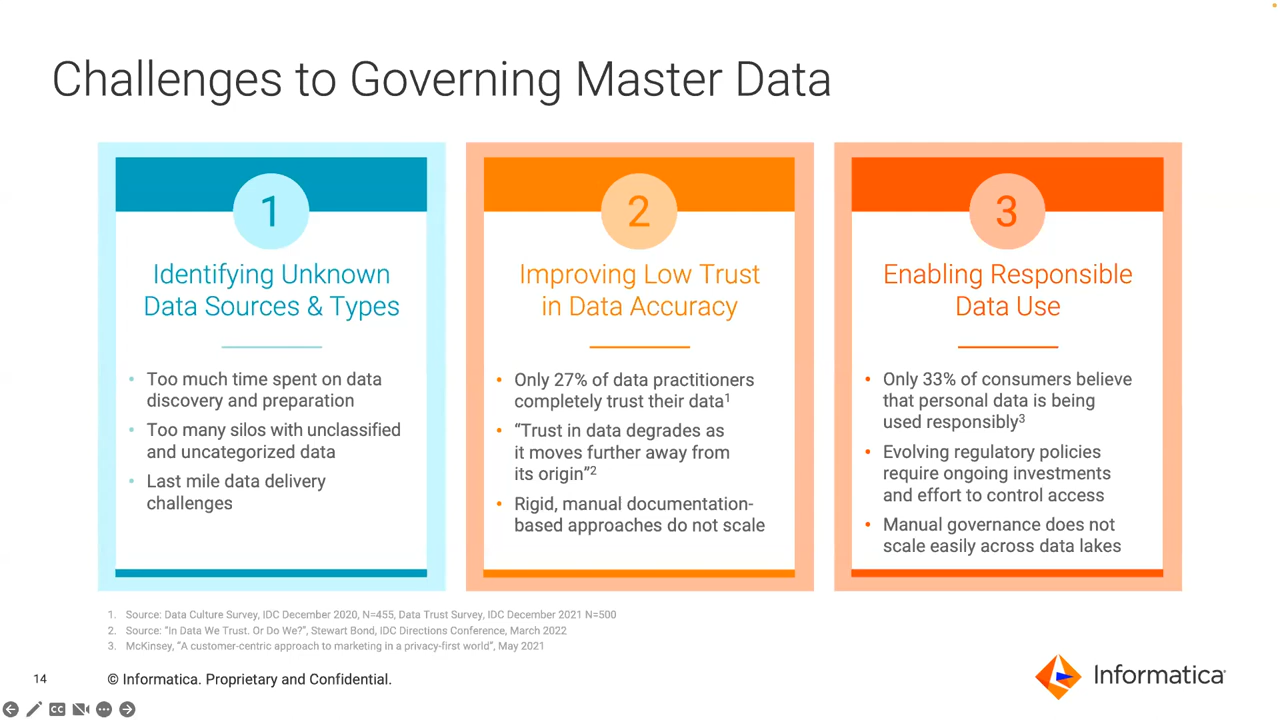 Challenges to Governing Master Data
1
Identifying Unknown
Data Sources & Types
• Too much time spent on data
discovery and preparation
• Too many silos with unclassified
and uncategorized data
• Last mile data delivery
challenges
2
Improving Low Trust
in Data Accuracy
• Only 27% of data practitioners
completely trust their data¹
• “Trust in data degrades as
it moves further away from
its origin”²
• Rigid, manual documentation-
based approaches do not scale
3
Enabling Responsible
Data Use
• Only 33% of consumers believe
that personal data is being
used responsibly³
• Evolving regulatory policies
require ongoing investments
and effort to control access
• Manual governance does not
scale easily across data lakes
1. Source: Data Culture Survey, IDC December 2020, N=455, Data Trust Survey, IDC December 2021 N=500
2. Source: “In Data We Trust. Or Do We?”, Stewart Bond, IDC Directions Conference, March 2022
3. McKinsey, “A customer-centric approach to marketing in a privacy-first world”, May 2021
14
© Informatica. Proprietary and Confidential.
Informatica
CC